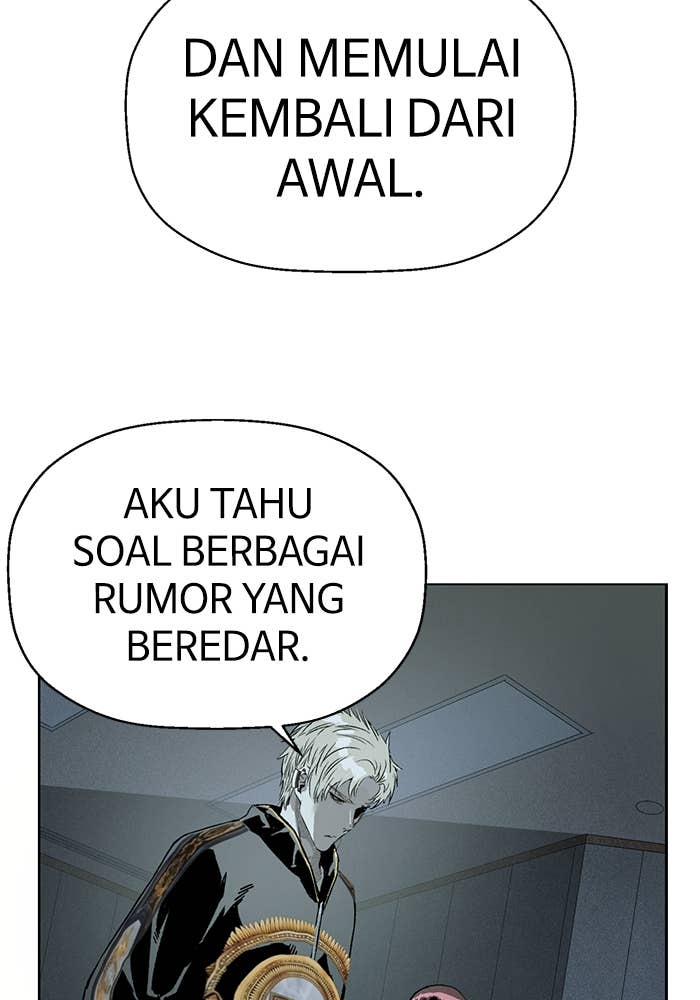 DAN MEMULAI
KEMBALI DARI
AWAL.
AKU TAHU
SOAL BERBAGAI
RUMOR YANG
BEREDAR.